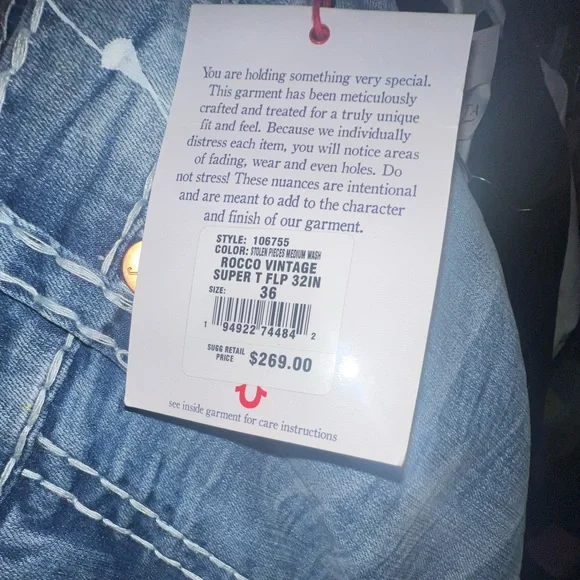 You are holding something very special.
This garment has been meticulously
crafted and treated for a truly unique
fit and feel. Because we individually
distress each item, you will notice areas
of fading, wear and even holes. Do
not stress! These nuances are intentional
and are meant to add to the character
and finish of our garment.
STYLE: 106755
COLOR: STOLEN PIECES MEDIUM WASH
ROCCO VINTAGE
SUPER T FLP 32IN
SIZE: 36
1 94922 74484 2
SUGG RETAIL
PRICE $269.00
see inside garment for care instructions